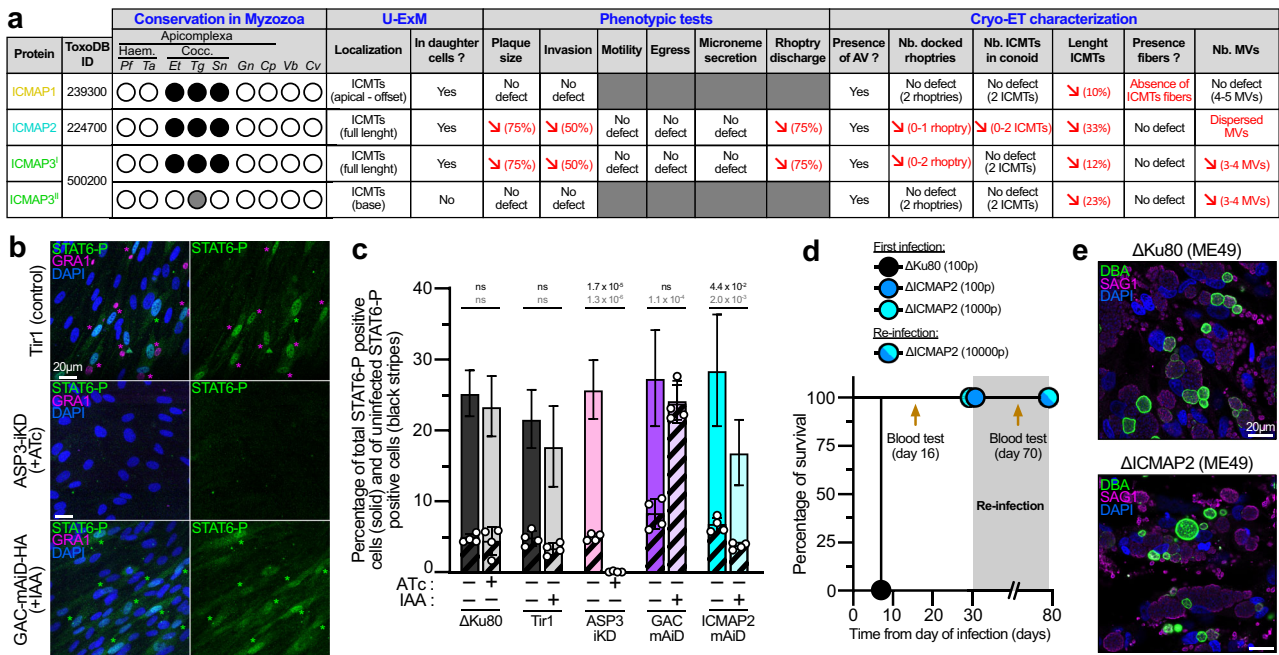 a
Conservation in Myzozoa
U-ExM
Phenotypic tests
Cryo-ET characterization
Protein
ToxoDB ID
Apicomplexa
Haem.
Cocc.
Pf Ta Et Tg Sn Gn Cp Vb Cv
Localization
In daughter cells ?
Plaque size
Invasion
Motility
Egress
Microneme secretion
Rhoptry discharge
Presence of AV ?
Nb. docked rhoptries
Nb. ICMTs in conoid
Lenght ICMTs
Presence fibers ?
Nb. MVs
ICMAP1
239300
ICMTs (apical - offset)
Yes
No defect
No defect
Yes
No defect (2 rhoptries)
No defect (2 ICMTs)
↘ (10%)
Absence of ICMTs fibers
No defect (4-5 MVs)
ICMAP2
224700
ICMTs (full lenght)
Yes
↘ (75%)
↘ (50%)
No defect
No defect
No defect
↘ (75%)
Yes
↘ (0-1 rhoptry)
↘ (0-2 ICMTs)
↘ (33%)
No defect
Dispersed MVs
ICMAP3I
500200
ICMTs (full lenght)
Yes
↘ (75%)
↘ (50%)
No defect
No defect
No defect
↘ (75%)
Yes
↘ (0-2 rhoptry)
No defect (2 ICMTs)
↘ (12%)
No defect
↘ (3-4 MVs)
ICMAP3II
ICMTs (base)
No
No defect
No defect
Yes
No defect (2 rhoptries)
No defect (2 ICMTs)
↘ (23%)
No defect
↘ (3-4 MVs)
b
Tir1 (control)
STAT6-P
GRA1
DAPI
20µm
STAT6-P
ASP3-iKD (+ATc)
STAT6-P
GRA1
DAPI
STAT6-P
GAC-mAiD-HA (+IAA)
STAT6-P
GRA1
DAPI
STAT6-P
c
Percentage of total STAT6-P positive cells (solid) and of uninfected STAT6-P positive cells (black stripes)
40
30
20
10
0
ns
ns
ns
ns
1.7 x 10-5
1.3 x 10-6
ns
1.1 x 10-4
4.4 x 10-2
2.0 x 10-3
ATc : – + – –
IAA : – – – + – – – + – +
ΔKu80
Tir1
ASP3 iKD
GAC mAiD
ICMAP2 mAiD
d
First infection:
ΔKu80 (100p)
ΔICMAP2 (100p)
ΔICMAP2 (1000p)
Re-infection:
ΔICMAP2 (10000p)
Percentage of survival
100
75
50
25
0
Blood test (day 16)
Blood test (day 70)
Re-infection
0 10 20 30 80
Time from day of infection (days)
e
ΔKu80 (ME49)
DBA
SAG1
DAPI
20µm
ΔICMAP2 (ME49)
DBA
SAG1
DAPI